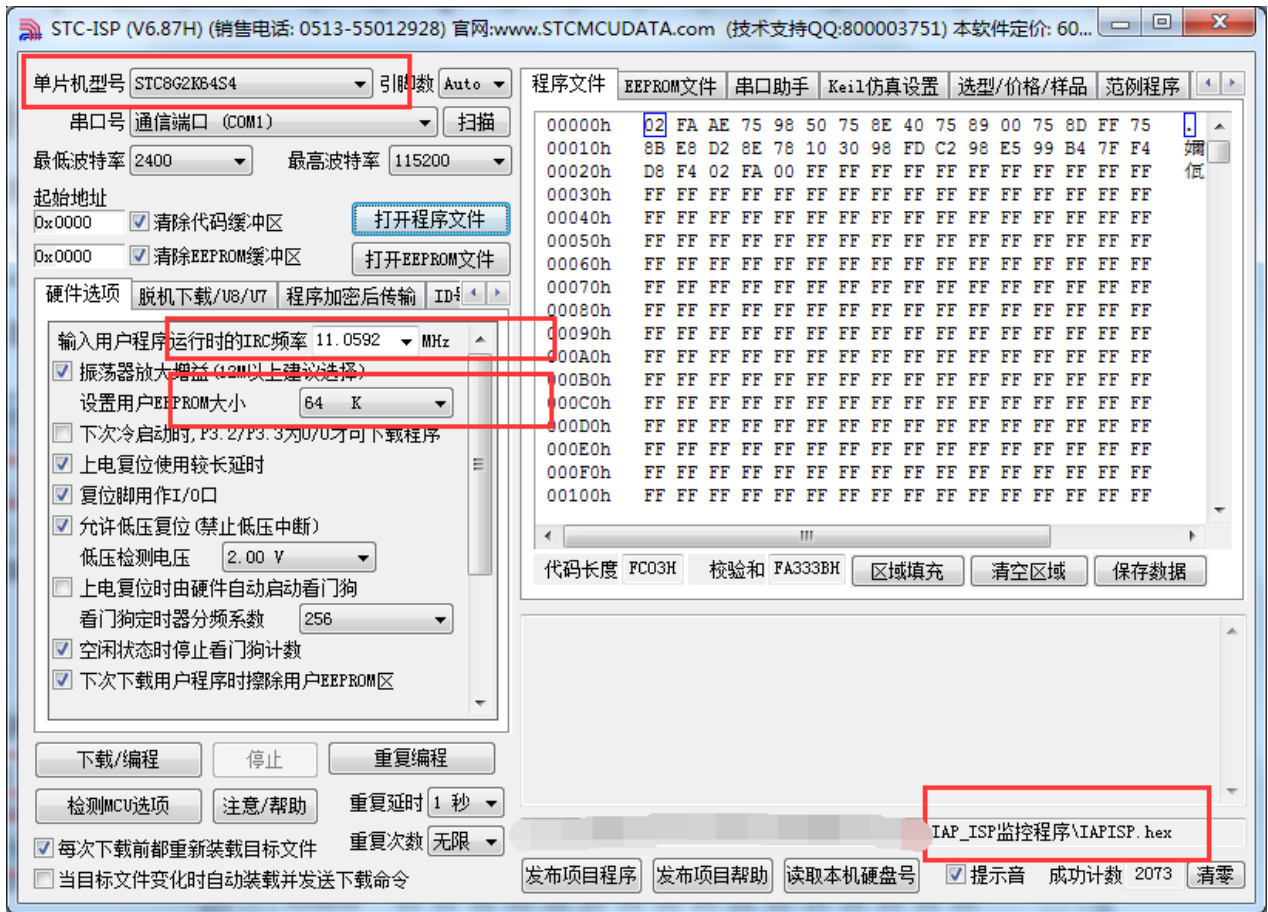 STC-ISP (V6.87H) (销售电话: 0513-55012928) 官网:www.STCMCUDATA.com (技术支持QQ:800003751) 本软件定价: 60...
单片机型号 STC8G2K64S4 引脚数 Auto
串口号 通信端口 (COM1) 扫描
最低波特率 2400 最高波特率 115200
起始地址
0x0000 清除代码缓冲区 打开程序文件
0x0000 清除EEPROM缓冲区 打开EEPROM文件
硬件选项 脱机下载/U8/U7 程序加密后传输
输入用户程序运行时的IRC频率 11.0592 MHz
振荡器放大增益(12M以上建议选择)
设置用户EEPROM大小 64 K
下次冷启动时,P3.2/P3.3为0/0才可下载程序
上电复位使用较长延时
复位脚用作I/O口
允许低压复位(禁止低压中断)
低压检测电压 2.00 V
上电复位时由硬件自动启动看门狗
看门狗定时器分频系数 256
空闲状态时停止看门狗计数
下次下载用户程序时擦除用户EEPROM区
下载/编程 停止 重复编程
检测MCU选项 注意/帮助 重复延时 1 秒
每次下载前都重新装载目标文件 重复次数 无限
当目标文件变化时自动装载并发送下载命令
程序文件 EEPROM文件 串口助手 Keil仿真设置 选型/价格/样品 范例程序
00000h 02 FA AE 75 98 50 75 8E 40 75 89 00 75 8D FF 75 .
00010h 8B E8 D2 8E 78 10 30 98 FD C2 98 E5 99 B4 7F F4
00020h D8 F4 02 FA 00 FF FF FF FF FF FF FF FF FF FF FF
00030h FF FF FF FF FF FF FF FF FF FF FF FF FF FF FF FF
00040h FF FF FF FF FF FF FF FF FF FF FF FF FF FF FF FF
00050h FF FF FF FF FF FF FF FF FF FF FF FF FF FF FF FF
00060h FF FF FF FF FF FF FF FF FF FF FF FF FF FF FF FF
00070h FF FF FF FF FF FF FF FF FF FF FF FF FF FF FF FF
00080h FF FF FF FF FF FF FF FF FF FF FF FF FF FF FF FF
00090h FF FF FF FF FF FF FF FF FF FF FF FF FF FF FF FF
000A0h FF FF FF FF FF FF FF FF FF FF FF FF FF FF FF FF
000B0h FF FF FF FF FF FF FF FF FF FF FF FF FF FF FF FF
000C0h FF FF FF FF FF FF FF FF FF FF FF FF FF FF FF FF
000D0h FF FF FF FF FF FF FF FF FF FF FF FF FF FF FF FF
000E0h FF FF FF FF FF FF FF FF FF FF FF FF FF FF FF FF
000F0h FF FF FF FF FF FF FF FF FF FF FF FF FF FF FF FF
00100h FF FF FF FF FF FF FF FF FF FF FF FF FF FF FF FF
代码长度 FC03H 校验和 FA333BH 区域填充 清空区域 保存数据
IAP_ISP监控程序\IAPISP.hex
发布项目程序 发布项目帮助 读取本机硬盘号 提示音 成功计数 2073 清零